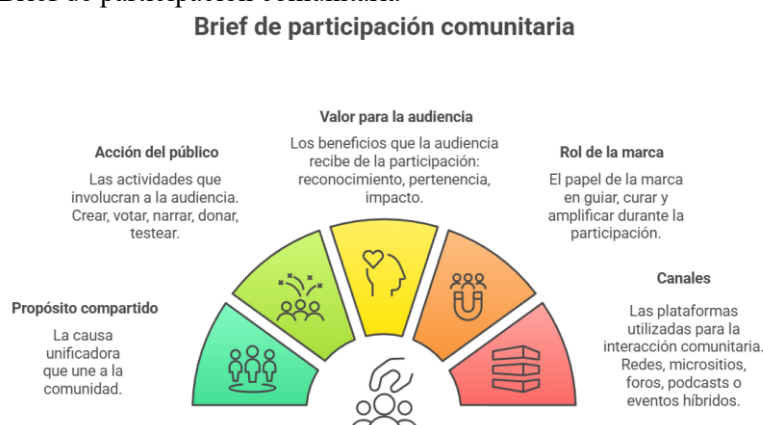 Brief de participación comunitaria
Valor para la audiencia
Los beneficios que la audiencia
recibe de la participación:
reconocimiento, pertenencia,
impacto.
Acción del público
Las actividades que
involucran a la audiencia.
Crear, votar, narrar, donar,
testear.
Rol de la marca
El papel de la marca
en guiar, curar y
amplificar durante la
participación.
Propósito compartido
La causa
unificadora
que une a la
comunidad.
Canales
Las plataformas
utilizadas para la
interacción comunitaria.
Redes, micrositios,
foros, podcasts o
eventos híbridos.